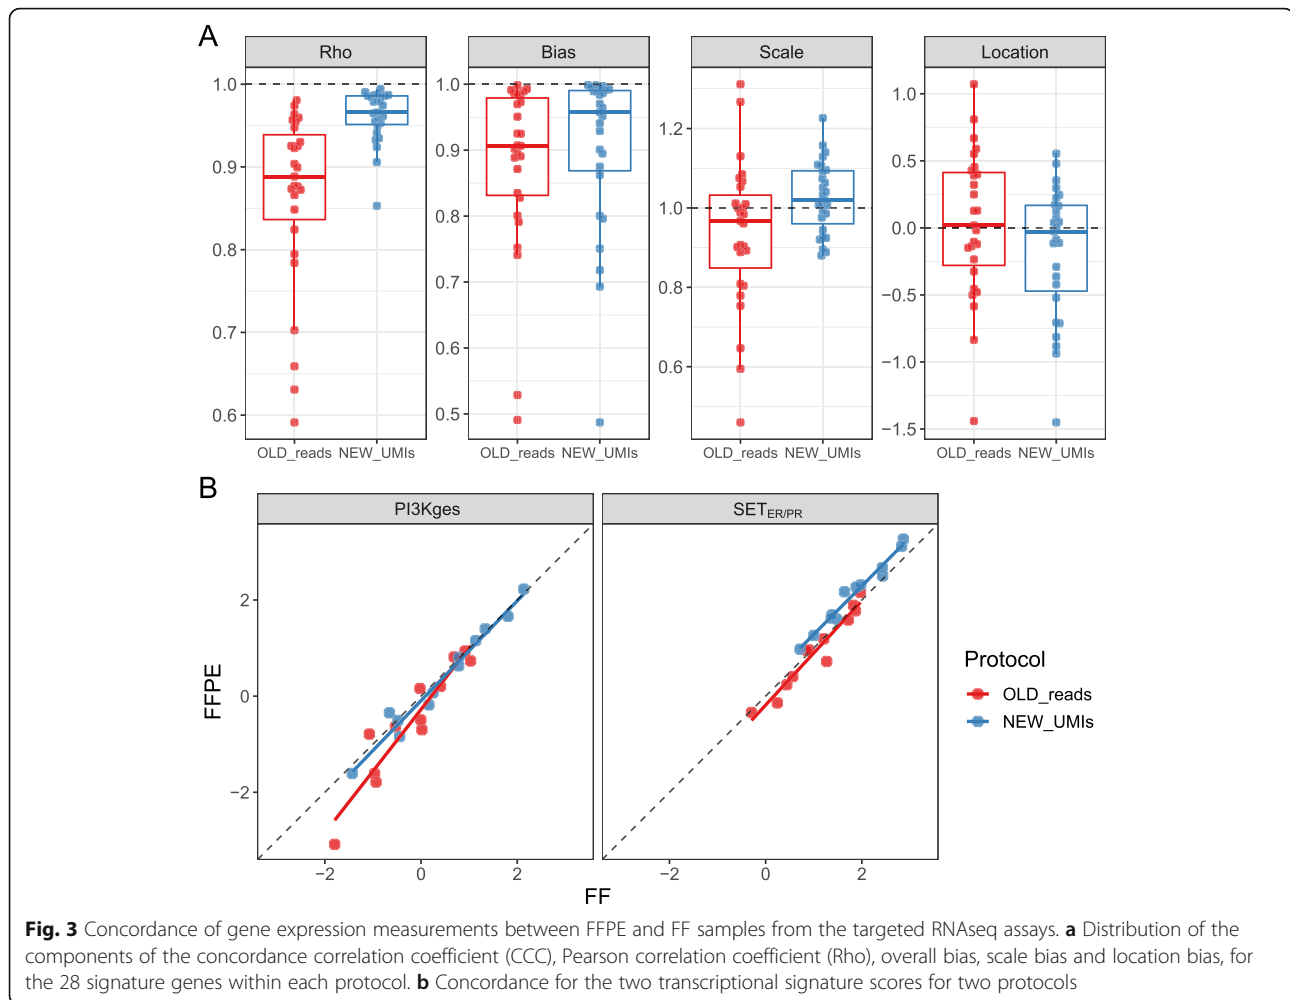 A
Rho
Bias
Scale
Location
1.0
0.9
0.8
0.7
0.6
1.0
0.9
0.8
0.7
0.6
0.5
1.2
1.0
0.8
0.6
1.0
0.5
0.0
−0.5
−1.0
−1.5
OLD_reads NEW_UMIs
OLD_reads NEW_UMIs
OLD_reads NEW_UMIs
OLD_reads NEW_UMIs
B
PI3Kges
SETER/PR
FFPE
2
0
−2
−2 0 2
−2 0 2
FF
Protocol
OLD_reads
NEW_UMIs
Fig. 3 Concordance of gene expression measurements between FFPE and FF samples from the targeted RNAseq assays. a Distribution of the
components of the concordance correlation coefficient (CCC), Pearson correlation coefficient (Rho), overall bias, scale bias and location bias, for
the 28 signature genes within each protocol. b Concordance for the two transcriptional signature scores for two protocols